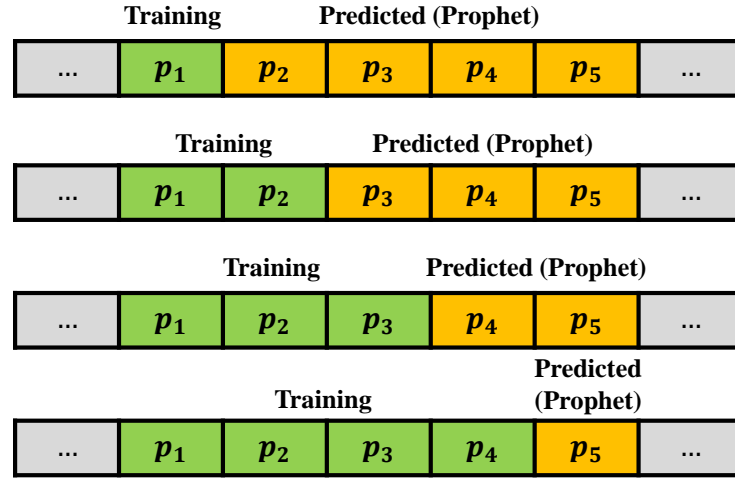 Training Predicted (Prophet)
... p₁ p₂ p₃ p₄ p₅ ...
Training Predicted (Prophet)
... p₁ p₂ p₃ p₄ p₅ ...
Training Predicted (Prophet)
... p₁ p₂ p₃ p₄ p₅ ...
Predicted
Training (Prophet)
... p₁ p₂ p₃ p₄ p₅ ...